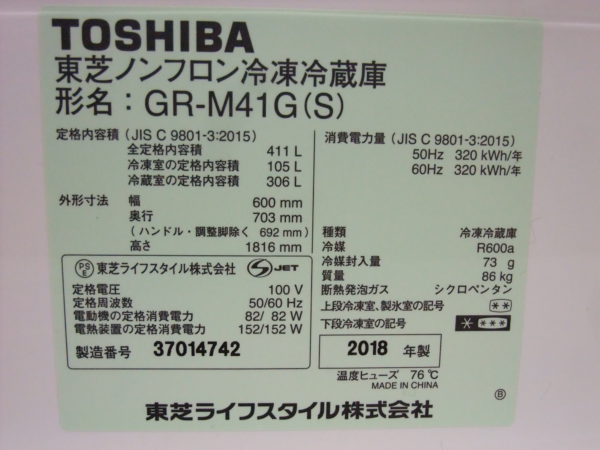 TOSHIBA
東芝ノンフロン冷凍冷蔵庫
形名：GR-M41G(S)
定格内容積（JIS C 9801-3:2015）
全定格内容積 411 L
冷凍室の定格内容積 105 L
冷蔵室の定格内容積 306 L
外形寸法 幅 600 mm
奥行 703 mm
(ハンドル・調整脚除く 692 mm)
高さ 1816 mm
PS E 東芝ライフスタイル株式会社 S JET
定格電圧 100 V
定格周波数 50/60 Hz
電動機の定格消費電力 82/ 82 W
電熱装置の定格消費電力 152/152 W
製造番号 37014742
消費電力量（JIS C 9801-3:2015）
50Hz 320 kWh/年
60Hz 320 kWh/年
種類 冷凍冷蔵庫
冷媒 R600a
冷媒封入量 73 g
質量 86 kg
断熱発泡ガス シクロペンタン
上段冷凍室、製氷室の記号 **
下段冷凍室の記号 * ***
2018 年製
温度ヒューズ 76℃
MADE IN CHINA
東芝ライフスタイル株式会社
Ⓑ